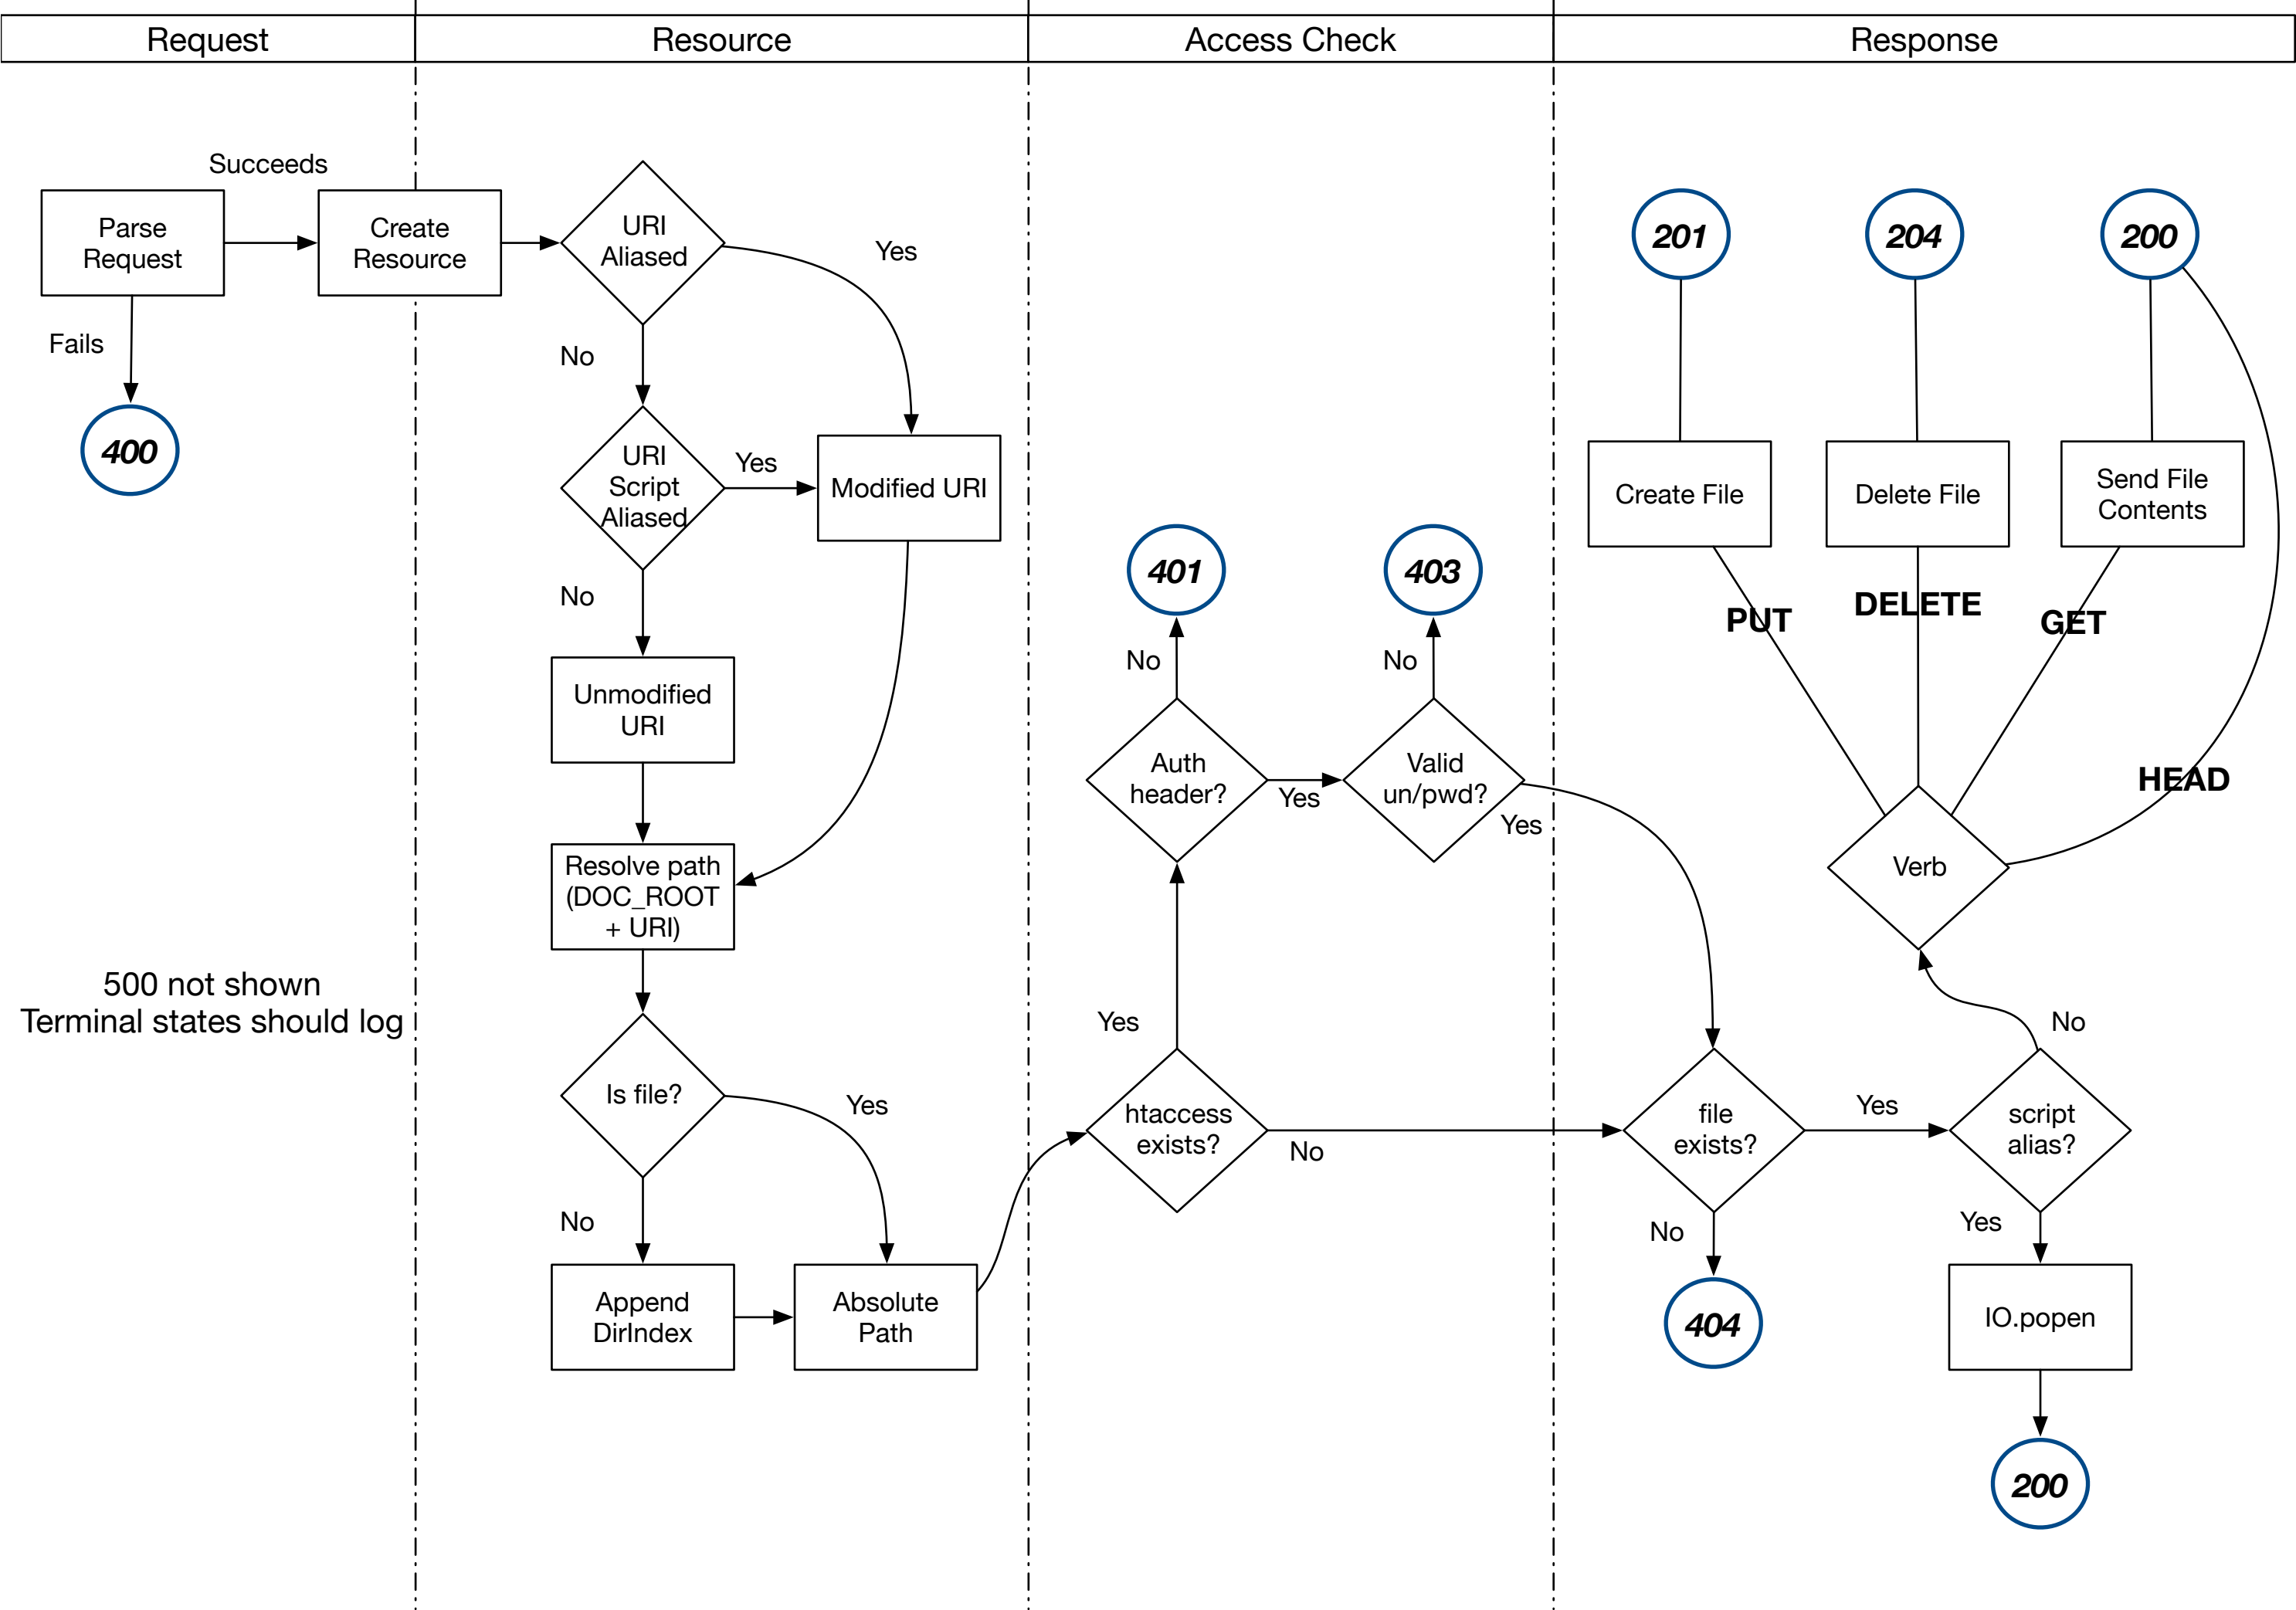 Request
Resource
Access Check
Response
Succeeds
Parse
Request
Fails
400
500 not shown
Terminal states should log
Create
Resource
URI
Aliased
Yes
No
URI
Script
Aliased
Yes
Modified URI
No
Unmodified
URI
Resolve path
(DOC_ROOT
+ URI)
Is file?
Yes
No
Append
DirIndex
Absolute
Path
401
403
No
No
Auth
header?
Yes
Valid
un/pwd?
Yes
Yes
htaccess
exists?
No
201
204
200
Create File
Delete File
Send File
Contents
PUT
DELETE
GET
HEAD
Verb
No
file
exists?
Yes
script
alias?
No
Yes
404
IO.popen
200